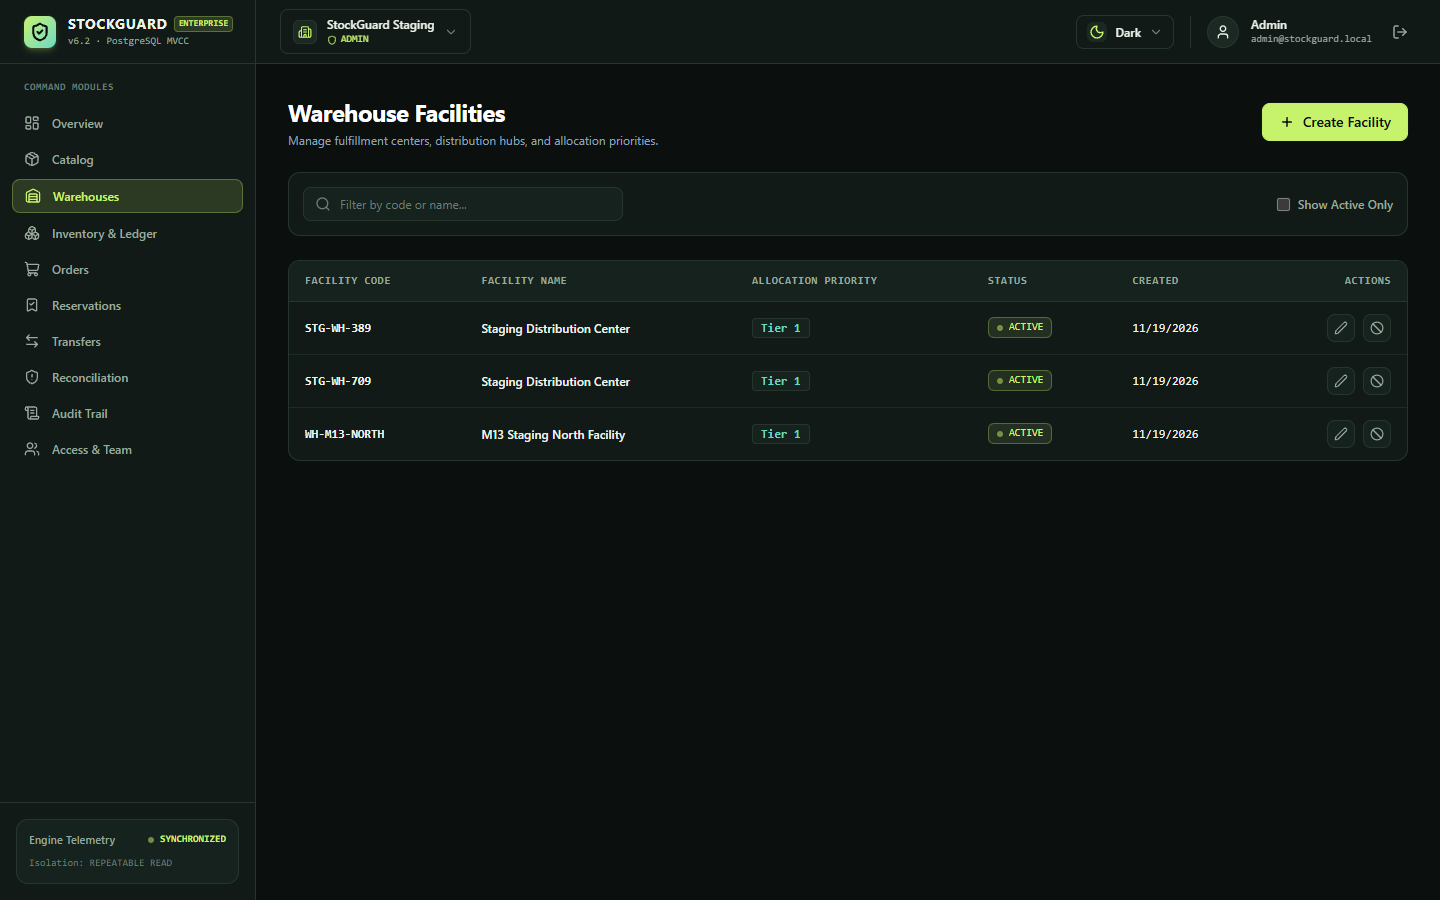 STOCKGUARD ENTERPRISE
v6.2 · PostgreSQL MVCC
StockGuard Staging
ADMIN
Dark
Admin
admin@stockguard.local
COMMAND MODULES
Overview
Catalog
Warehouses
Inventory & Ledger
Orders
Reservations
Transfers
Reconciliation
Audit Trail
Access & Team
Engine Telemetry SYNCHRONIZED
Isolation: REPEATABLE READ
Warehouse Facilities
Manage fulfillment centers, distribution hubs, and allocation priorities.
+ Create Facility
Filter by code or name...
Show Active Only
FACILITY CODE FACILITY NAME ALLOCATION PRIORITY STATUS CREATED ACTIONS
STG-WH-389 Staging Distribution Center Tier 1 ACTIVE 11/19/2026
STG-WH-709 Staging Distribution Center Tier 1 ACTIVE 11/19/2026
WH-M13-NORTH M13 Staging North Facility Tier 1 ACTIVE 11/19/2026